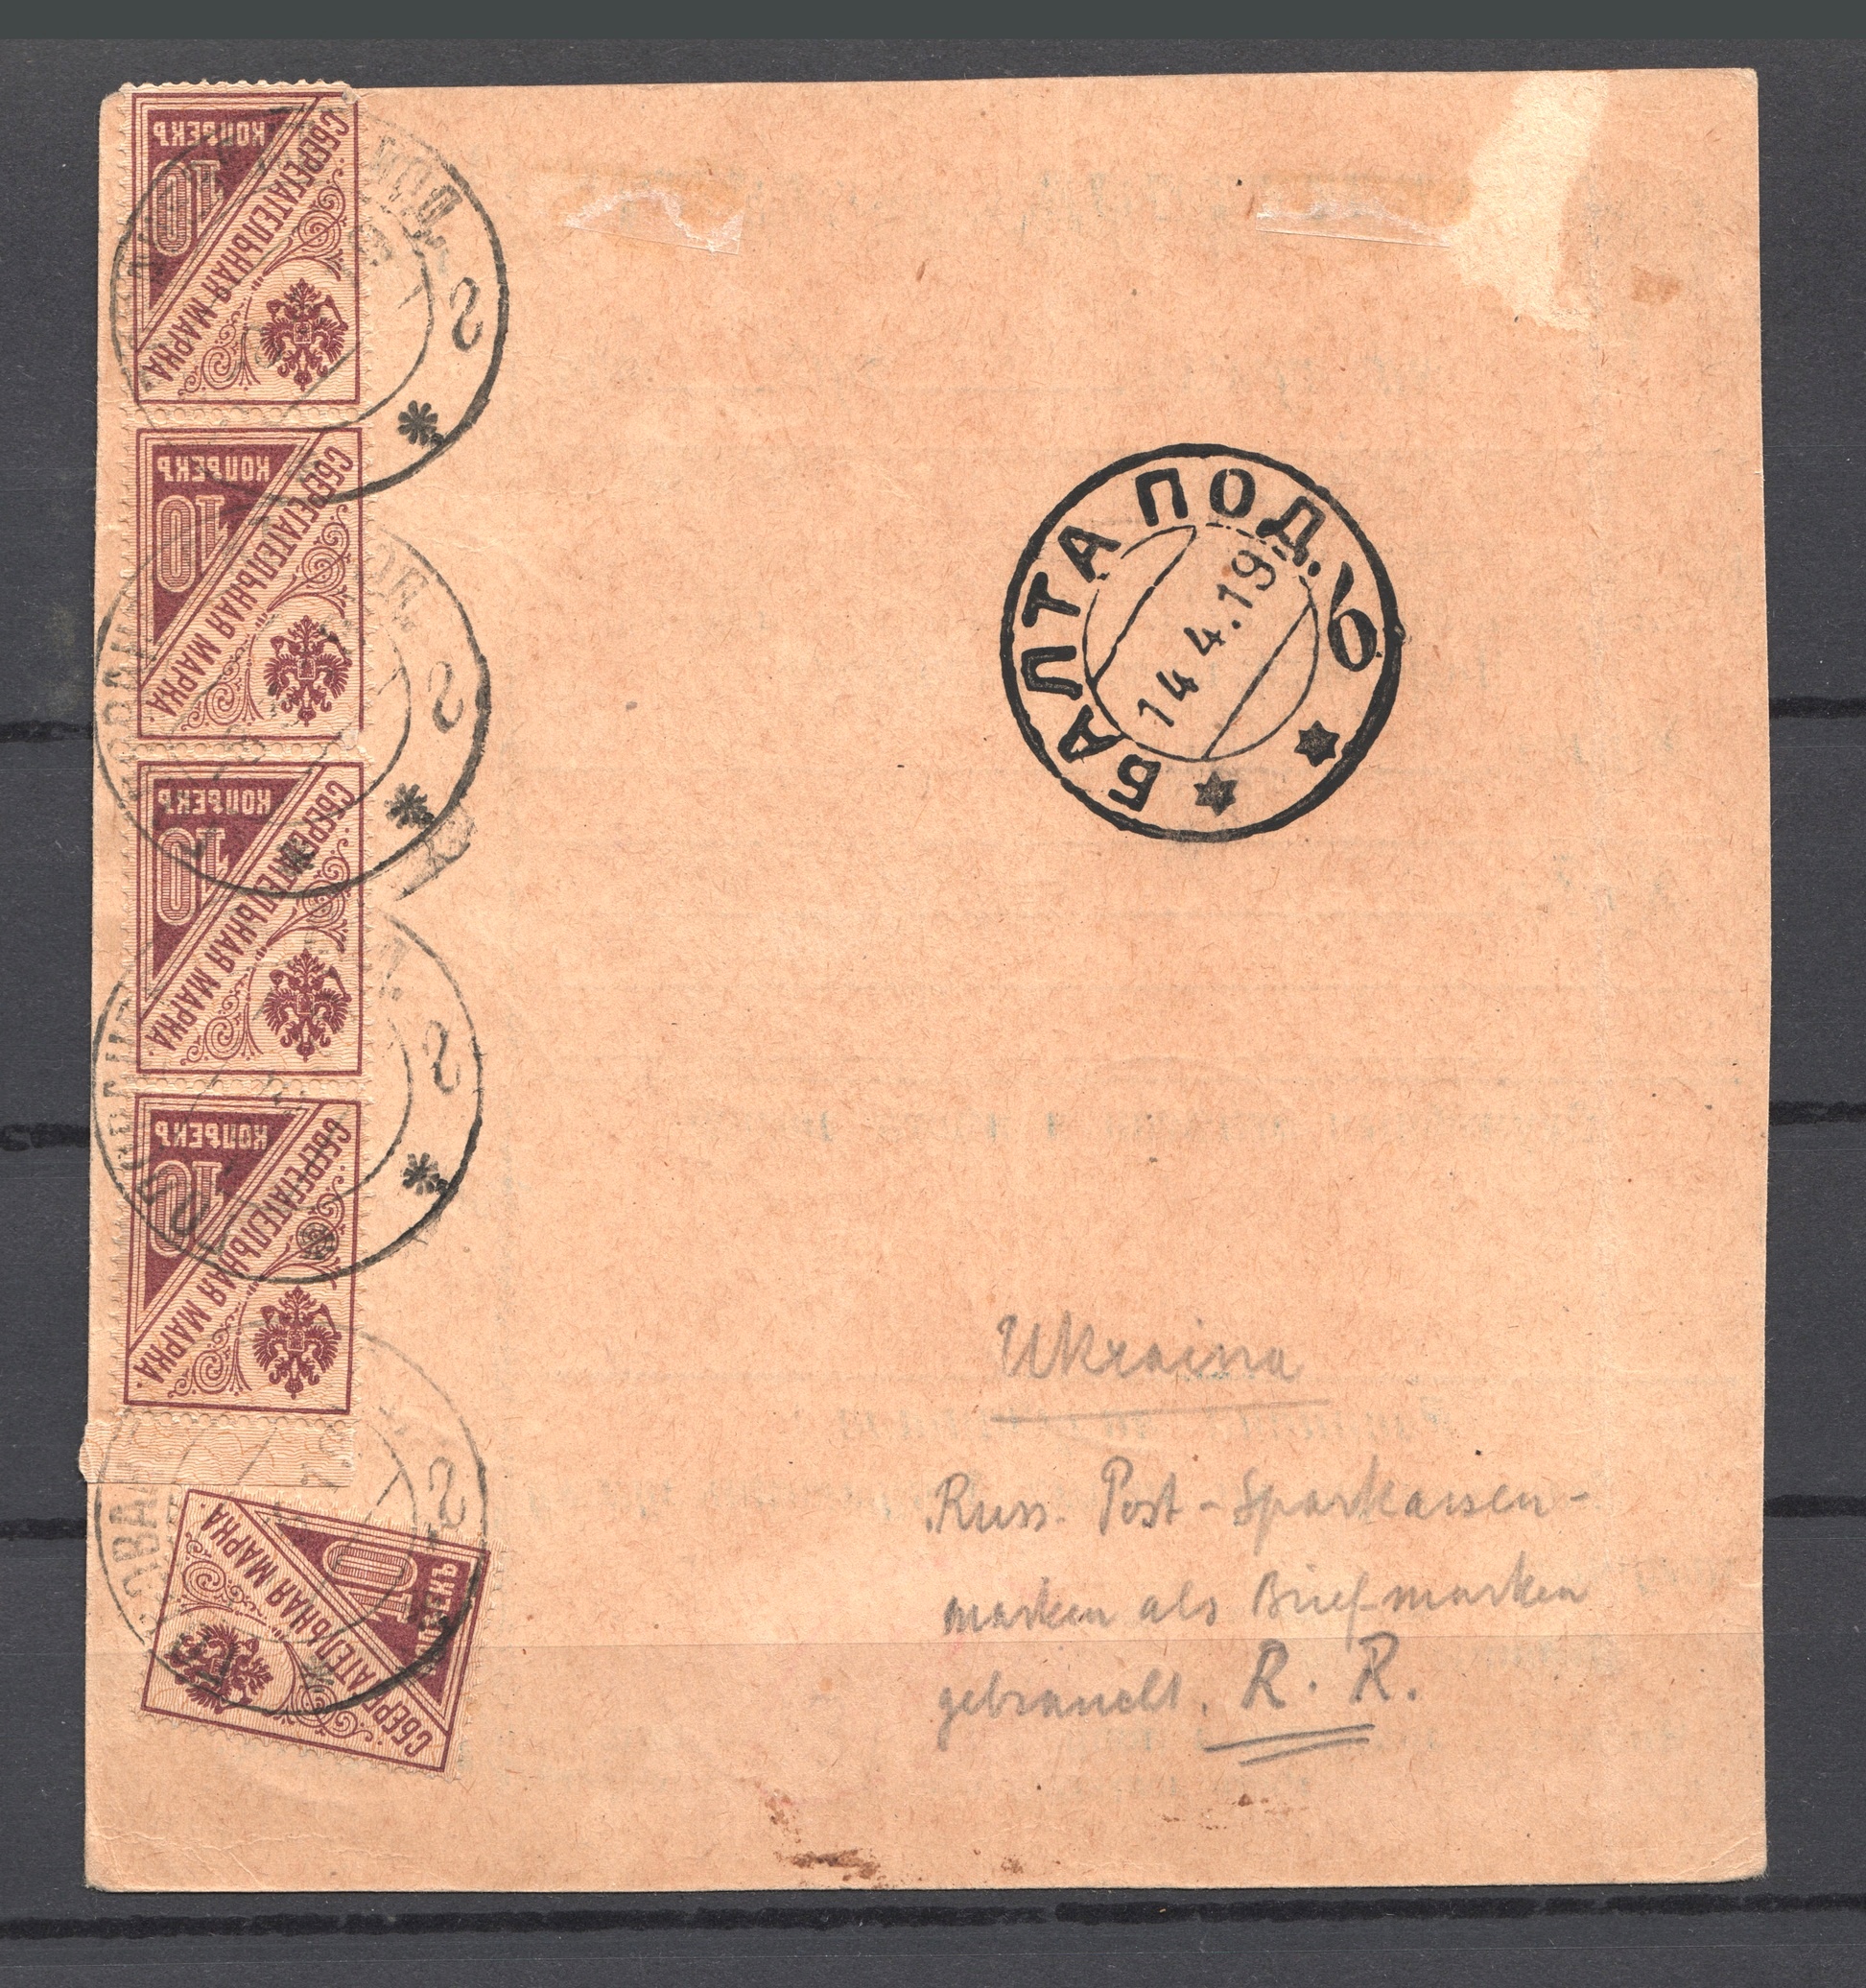 10 КОПѢЕКЪ
СБЕРЕГАТЕЛЬНАЯ МАРКА.
10 КОПѢЕКЪ
СБЕРЕГАТЕЛЬНАЯ МАРКА.
10 КОПѢЕКЪ
СБЕРЕГАТЕЛЬНАЯ МАРКА.
10 КОПѢЕКЪ
СБЕРЕГАТЕЛЬНАЯ МАРКА.
10 КОПѢЕКЪ
СБЕРЕГАТЕЛЬНАЯ МАРКА.
БАЛТА ПОД. б
14 4.19
Ukraina
Russ. Post-Sparkassen-
marken als Briefmarken
gebraucht. R. R.